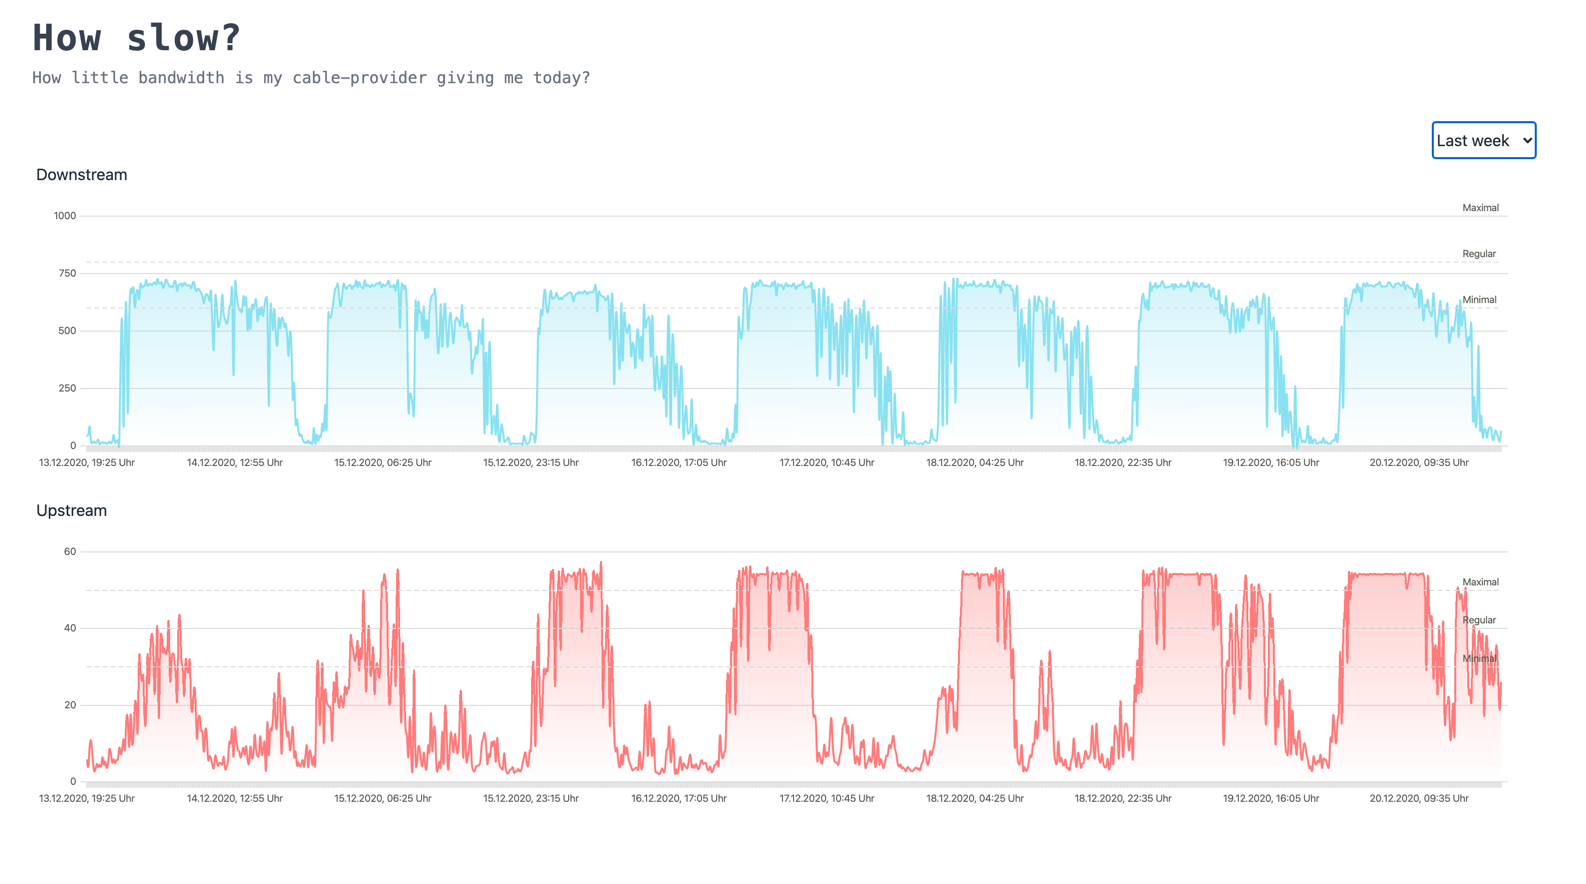 How slow?
How little bandwidth is my cable-provider giving me today?
Last week
Downstream
1000
Maximal
Regular
750
Minimal
500
250
0
13.12.2020, 19:25 Uhr 14.12.2020, 12:55 Uhr 15.12.2020, 06:25 Uhr 15.12.2020, 23:15 Uhr 16.12.2020, 17:05 Uhr 17.12.2020, 10:45 Uhr 18.12.2020, 04:25 Uhr 18.12.2020, 22:35 Uhr 19.12.2020, 16:05 Uhr 20.12.2020, 09:35 Uhr
Upstream
60
Maximal
Regular
40
Minimal
20
0
13.12.2020, 19:25 Uhr 14.12.2020, 12:55 Uhr 15.12.2020, 06:25 Uhr 15.12.2020, 23:15 Uhr 16.12.2020, 17:05 Uhr 17.12.2020, 10:45 Uhr 18.12.2020, 04:25 Uhr 18.12.2020, 22:35 Uhr 19.12.2020, 16:05 Uhr 20.12.2020, 09:35 Uhr